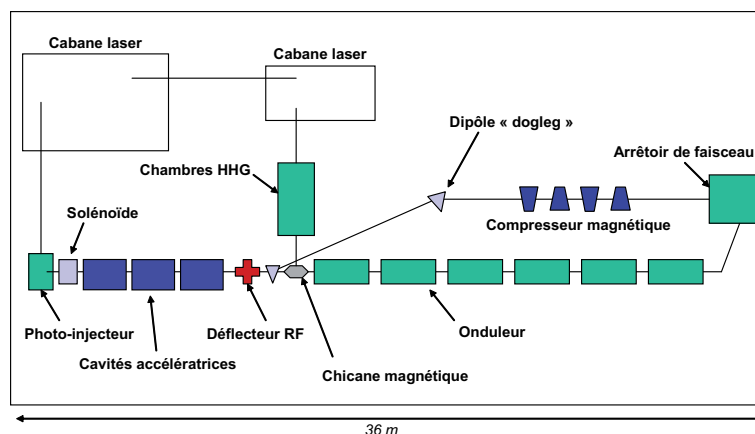 Cabane laser
Cabane laser
Dipôle « dogleg »
Arrêtoir de faisceau
Chambres HHG
Solénoïde
Compresseur magnétique
Photo-injecteur
Déflecteur RF
Onduleur
Cavités accélératrices
Chicane magnétique
36 m